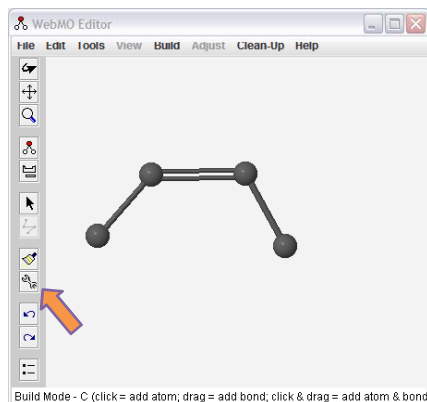 WebMO Editor
File Edit Tools View Build Adjust Clean-Up Help
Build Mode - C (click = add atom; drag = add bond; click & drag = add atom & bond